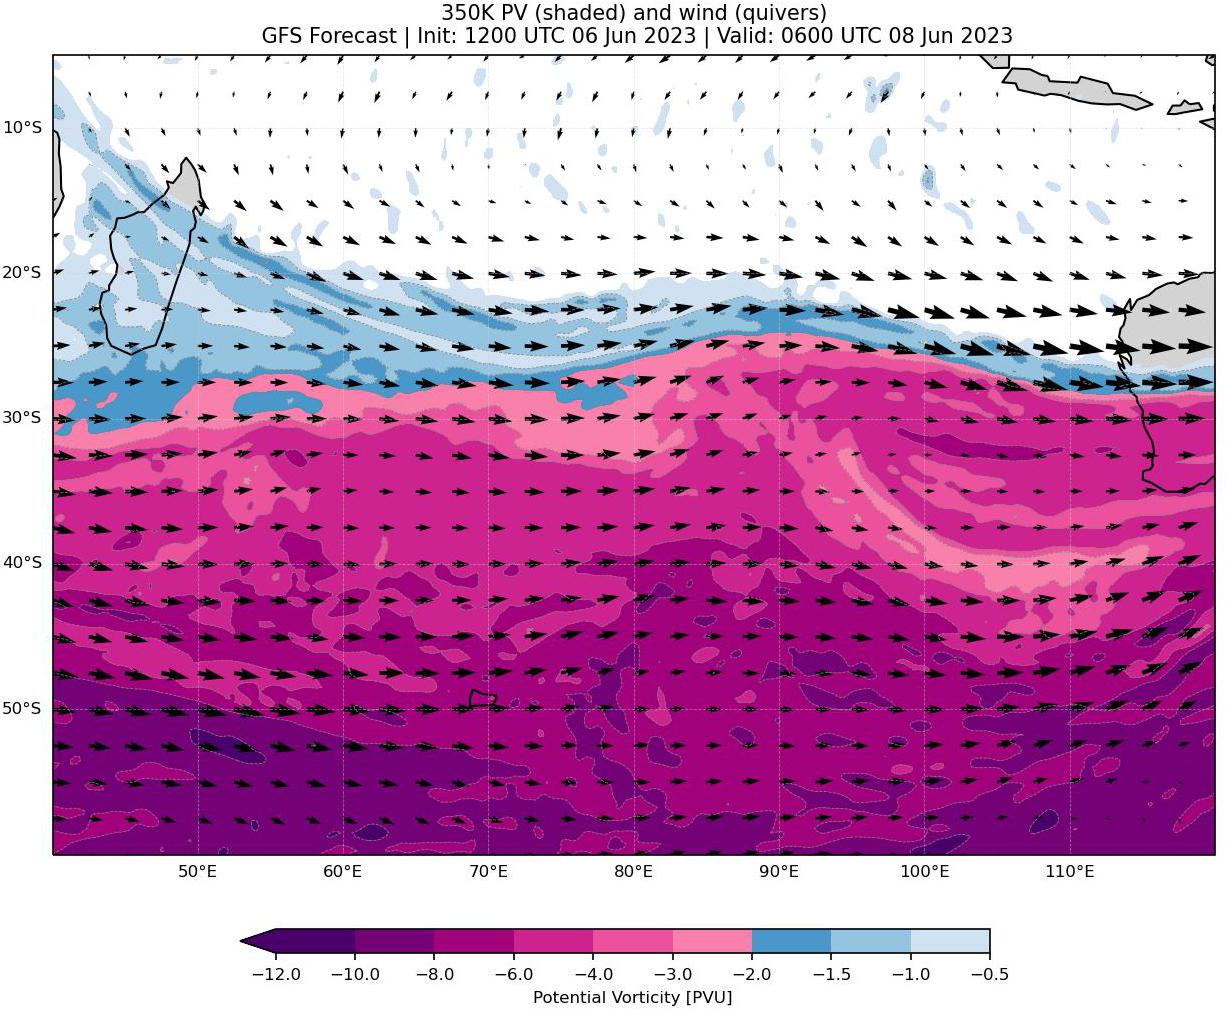 350K PV (shaded) and wind (quivers)
GFS Forecast | Init: 1200 UTC 06 Jun 2023 | Valid: 0600 UTC 08 Jun 2023
10°S
20°S
30°S
40°S
50°S
50°E 60°E 70°E 80°E 90°E 100°E 110°E
−12.0 −10.0 −8.0 −6.0 −4.0 −3.0 −2.0 −1.5 −1.0 −0.5
Potential Vorticity [PVU]